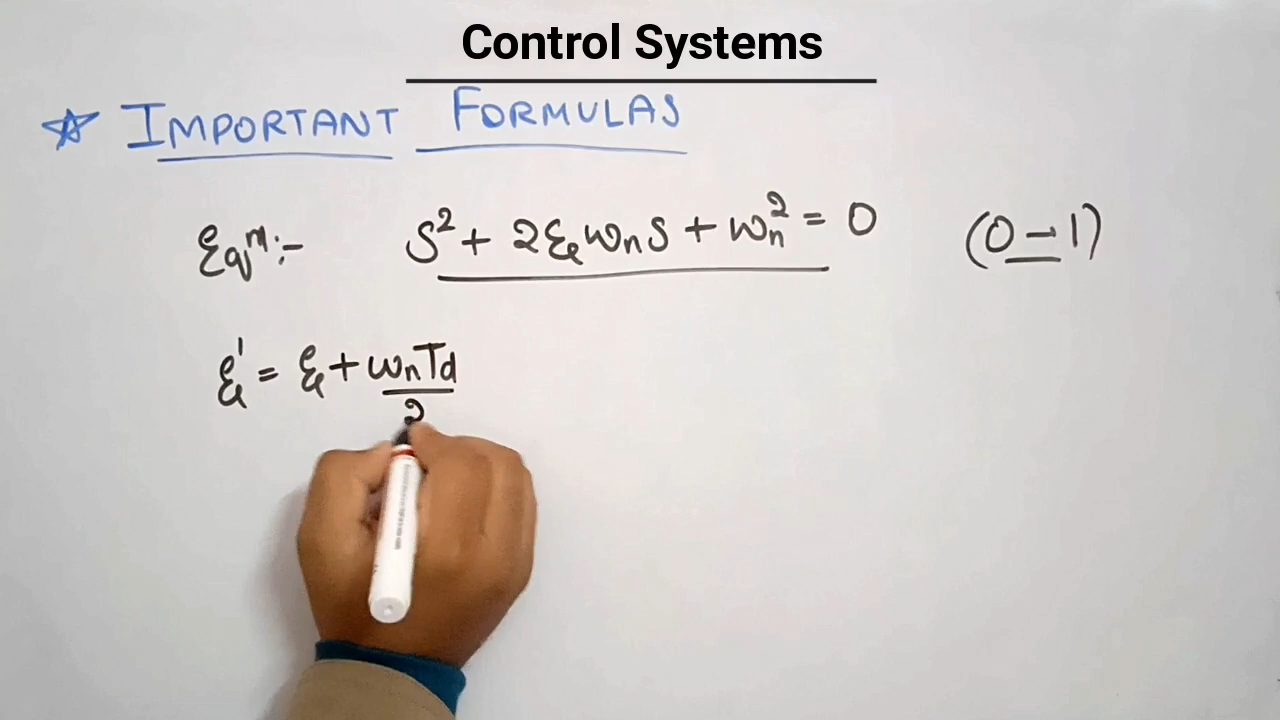 Control Systems
☆ IMPORTANT FORMULAS
Eqⁿ:- S² + 2ξωₙS + ωₙ² = 0 (0-1)
ξ' = ξ + ωₙTd/2